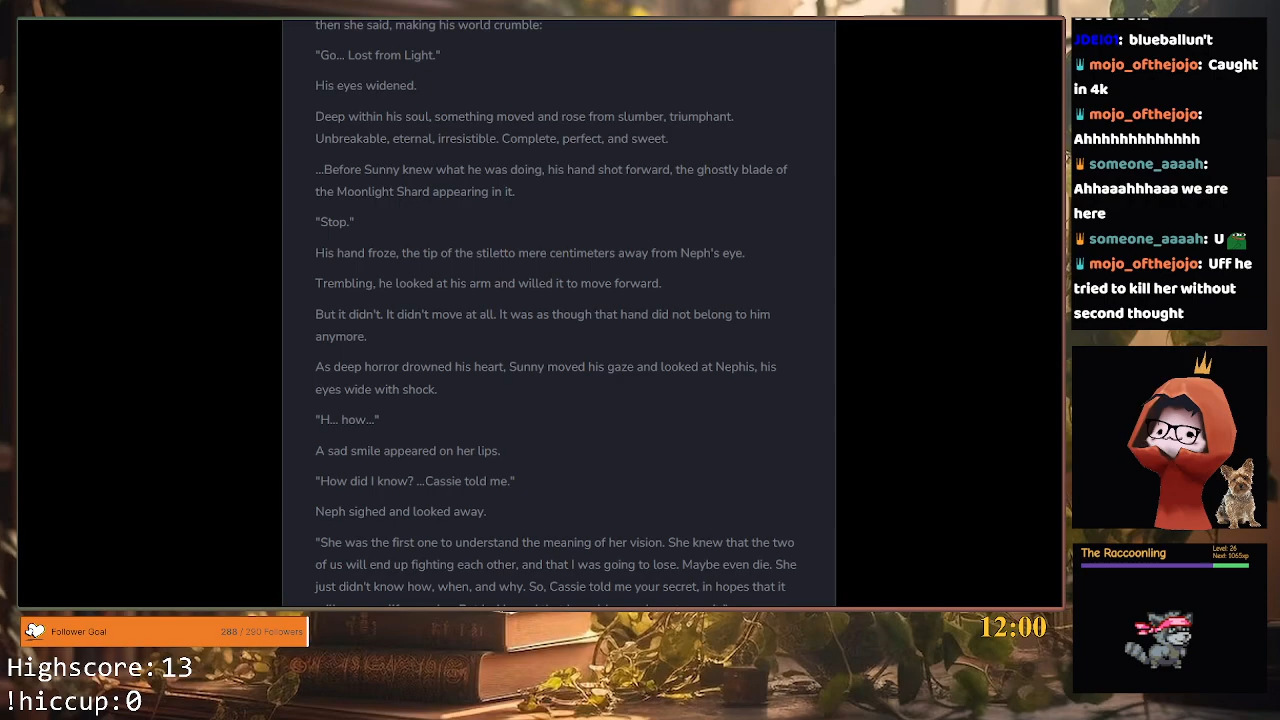 then she said, making his world crumble:
"Go... Lost from Light."
His eyes widened.
Deep within his soul, something moved and rose from slumber, triumphant.
Unbreakable, eternal, irresistible. Complete, perfect, and sweet.
...Before Sunny knew what he was doing, his hand shot forward, the ghostly blade of
the Moonlight Shard appearing in it.
"Stop."
His hand froze, the tip of the stiletto mere centimeters away from Neph's eye.
Trembling, he looked at his arm and willed it to move forward.
But it didn't. It didn't move at all. It was as though that hand did not belong to him
anymore.
As deep horror drowned his heart, Sunny moved his gaze and looked at Nephis, his
eyes wide with shock.
"H... how..."
A sad smile appeared on her lips.
"How did I know? ...Cassie told me."
Neph sighed and looked away.
"She was the first one to understand the meaning of her vision. She knew that the two
of us will end up fighting each other, and that I was going to lose. Maybe even die. She
just didn't know how, when, and why. So, Cassie told me your secret, in hopes that it
JDEI01: blueballun't
mojo_ofthejojo: Caught
in 4k
mojo_ofthejojo:
Ahhhhhhhhhhhhh
someone_aaaah:
Ahhaaahhhaaa we are
here
someone_aaaah: U
mojo_ofthejojo: Uff he
tried to kill her without
second thought
The Raccoonling
Level: 26
Next: 1065xp
Follower Goal
288 / 290 Followers
12:00
Highscore:13
!hiccup:0